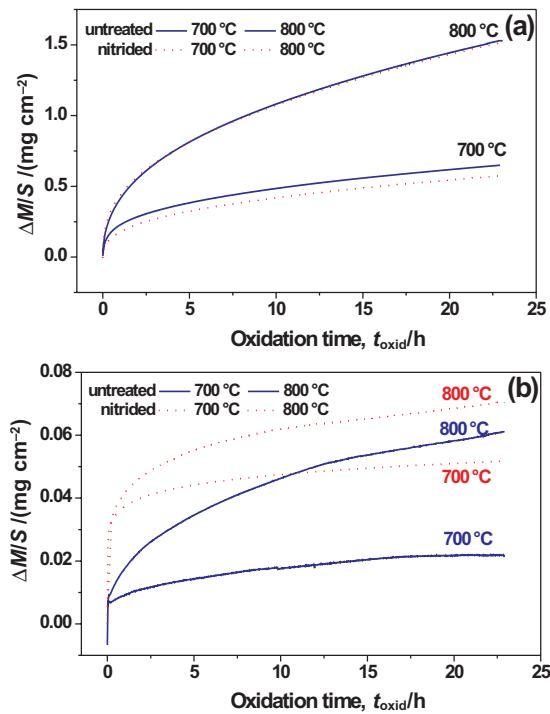 (a)
untreated 700 °C 800 °C
nitrided 700 °C 800 °C
800 °C
700 °C
1.5
1.0
0.5
0.0
ΔM/S /(mg cm⁻²)
0 5 10 15 20 25
Oxidation time, t_oxid/h
(b)
untreated 700 °C 800 °C
nitrided 700 °C 800 °C
800 °C
800 °C
700 °C
700 °C
0.08
0.06
0.04
0.02
0.00
ΔM/S /(mg cm⁻²)
0 5 10 15 20 25
Oxidation time, t_oxid/h